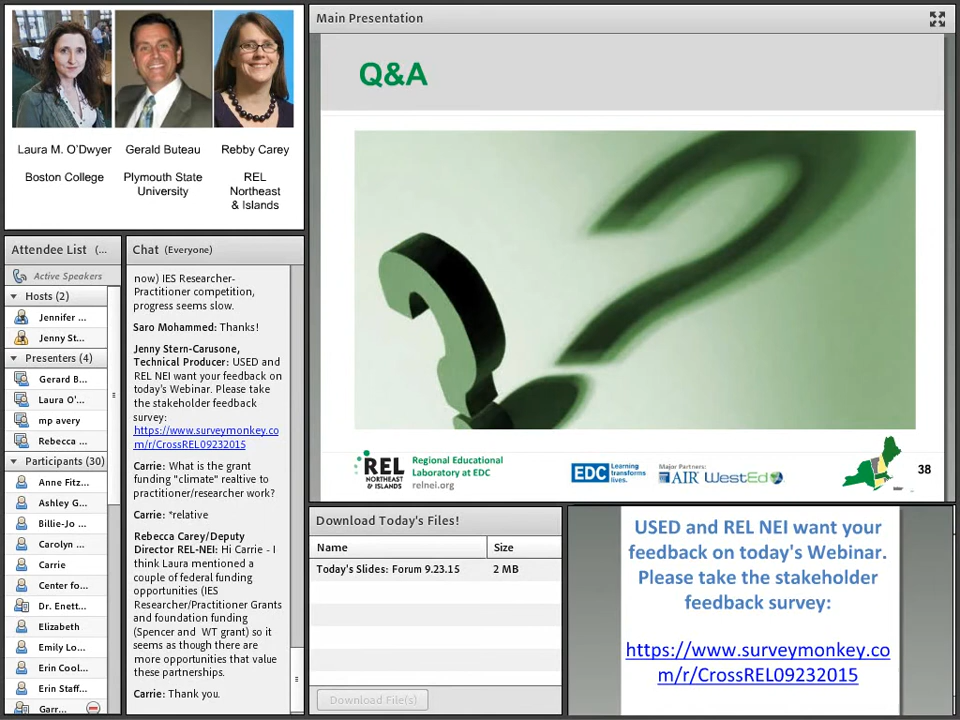 Laura M. O'Dwyer
Boston College
Gerald Buteau
Plymouth State
University
Rebby Carey
REL
Northeast
& Islands
Attendee List (...
Active Speakers
Hosts (2)
Jennifer ...
Jenny St...
Presenters (4)
Gerard B...
Laura O'...
mp avery
Rebecca ...
Participants (30)
Anne Fitz...
Ashley G...
Billie-Jo ...
Carolyn ...
Carrie
Center fo...
Dr. Enett...
Elizabeth
Emily Lo...
Erin Cool...
Erin Staff...
Garr...
Chat (Everyone)
now) IES Researcher-
Practitioner competition,
progress seems slow.
Saro Mohammed: Thanks!
Jenny Stern-Carusone,
Technical Producer: USED and
REL NEI want your feedback on
today's Webinar. Please take
the stakeholder feedback
survey:
https://www.surveymonkey.co
m/r/CrossREL09232015
Carrie: What is the grant
funding "climate" realtive to
practitioner/researcher work?
Carrie: *relative
Rebecca Carey/Deputy
Director REL-NEI: Hi Carrie - I
think Laura mentioned a
couple of federal funding
opportunities (IES
Researcher/Practitioner Grants
and foundation funding
(Spencer and WT grant) so it
seems as though there are
more opportunities that value
these partnerships.
Carrie: Thank you.
Main Presentation
Q&A
REL
NORTHEAST
& ISLANDS
Regional Educational
Laboratory at EDC
relnei.org
EDC Learning
transforms
lives.
Major Partners:
AIR WestEd
38
Download Today's Files!
Name Size
Today's Slides: Forum 9.23.15 2 MB
Download File(s)
USED and REL NEI want your
feedback on today's Webinar.
Please take the stakeholder
feedback survey:
https://www.surveymonkey.co
m/r/CrossREL09232015